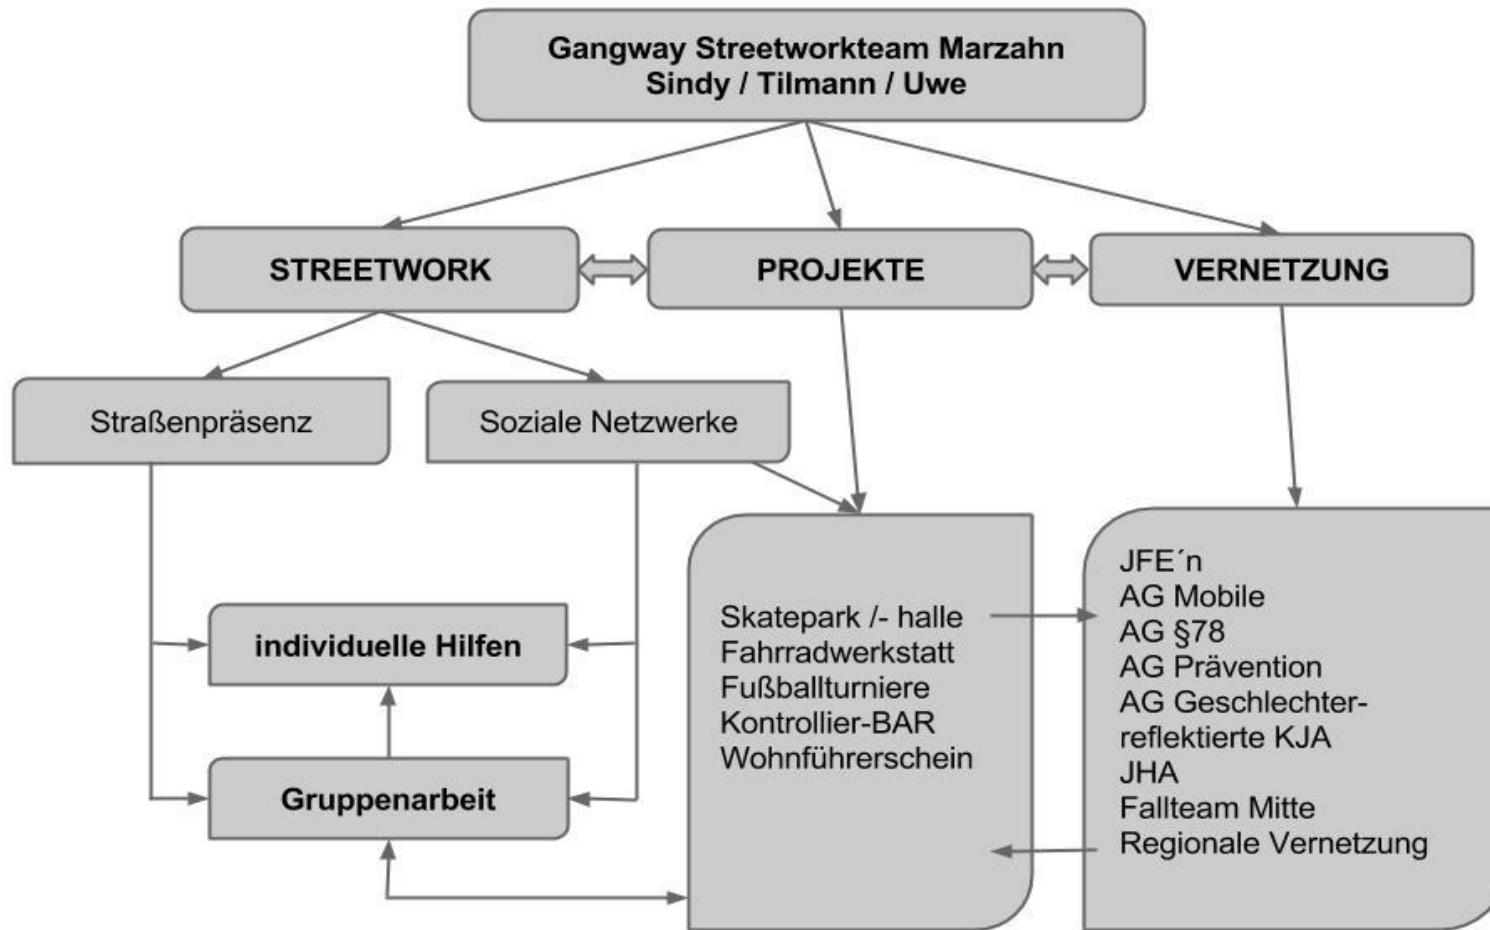 Gangway Streetworkteam Marzahn
Sindy / Tilmann / Uwe
STREETWORK
PROJEKTE
VERNETZUNG
Straßenpräsenz
Soziale Netzwerke
individuelle Hilfen
Gruppenarbeit
Skatepark /- halle
Fahrradwerkstatt
Fußballturniere
Kontrollier-BAR
Wohnführerschein
JFE´n
AG Mobile
AG §78
AG Prävention
AG Geschlechter-
reflektierte KJA
JHA
Fallteam Mitte
Regionale Vernetzung